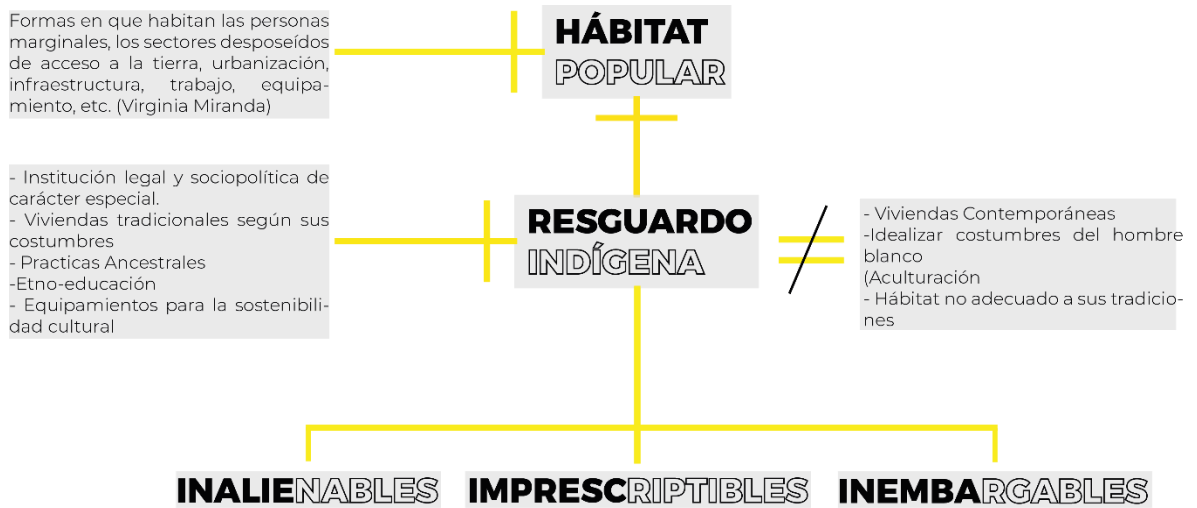 Formas en que habitan las personas
marginales, los sectores desposeídos
de acceso a la tierra, urbanización,
infraestructura, trabajo, equipa-
miento, etc. (Virginia Miranda)
HÁBITAT
POPULAR
- Institución legal y sociopolítica de
carácter especial.
- Viviendas tradicionales según sus
costumbres
- Practicas Ancestrales
-Etno-educación
- Equipamientos para la sostenibili-
dad cultural
RESGUARDO
INDÍGENA
- Viviendas Contemporáneas
-Idealizar costumbres del hombre
blanco
(Aculturación
- Hábitat no adecuado a sus tradicio-
nes
INALIENABLES
IMPRESCRIPTIBLES
INEMBARGABLES